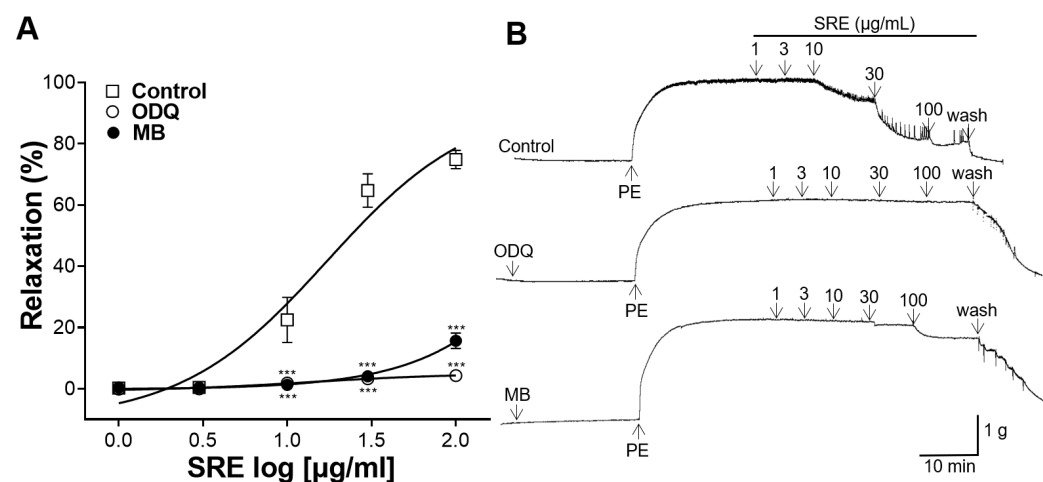 A
Relaxation (%)
100
80
60
40
20
0
Control
ODQ
MB
***
***
***
***
***
***
0.0 0.5 1.0 1.5 2.0
SRE log [µg/ml]
B
SRE (µg/mL)
1 3 10 30 100 wash
Control
PE
1 3 10 30 100 wash
ODQ
PE
1 3 10 30 100 wash
MB
PE
1 g
10 min